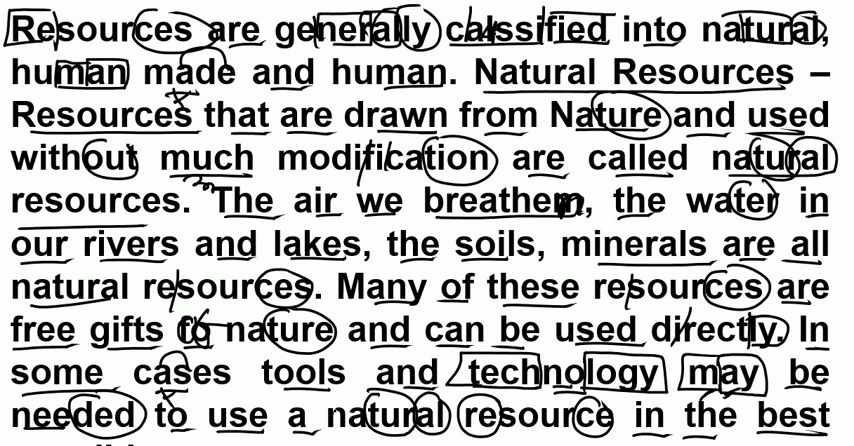 Resources are generally calssified into natural,
human made and human. Natural Resources –
Resources that are drawn from Nature and used
without much modification are called natural
resources. The air we breathem, the water in
our rivers and lakes, the soils, minerals are all
natural resources. Many of these resources are
free gifts nature and can be used directly. In
some cases tools and technology may be
needed to use a natural resource in the best